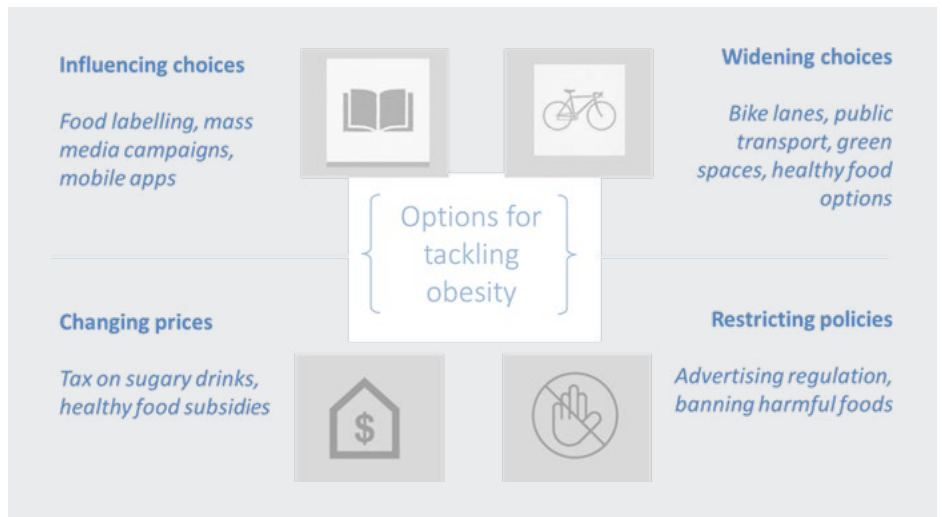 Influencing choices
Food labelling, mass
media campaigns,
mobile apps
Widening choices
Bike lanes, public
transport, green
spaces, healthy food
options
Options for
tackling
obesity
Changing prices
Tax on sugary drinks,
healthy food subsidies
$
Restricting policies
Advertising regulation,
banning harmful foods